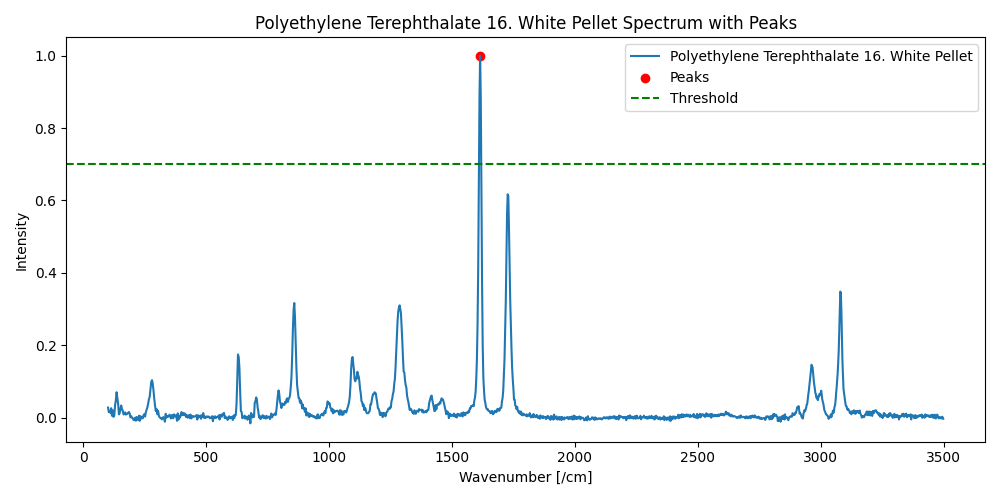 Polyethylene Terephthalate 16. White Pellet Spectrum with Peaks
Polyethylene Terephthalate 16. White Pellet
Peaks
Threshold
Intensity
1.0
0.8
0.6
0.4
0.2
0.0
0 500 1000 1500 2000 2500 3000 3500
Wavenumber [/cm]